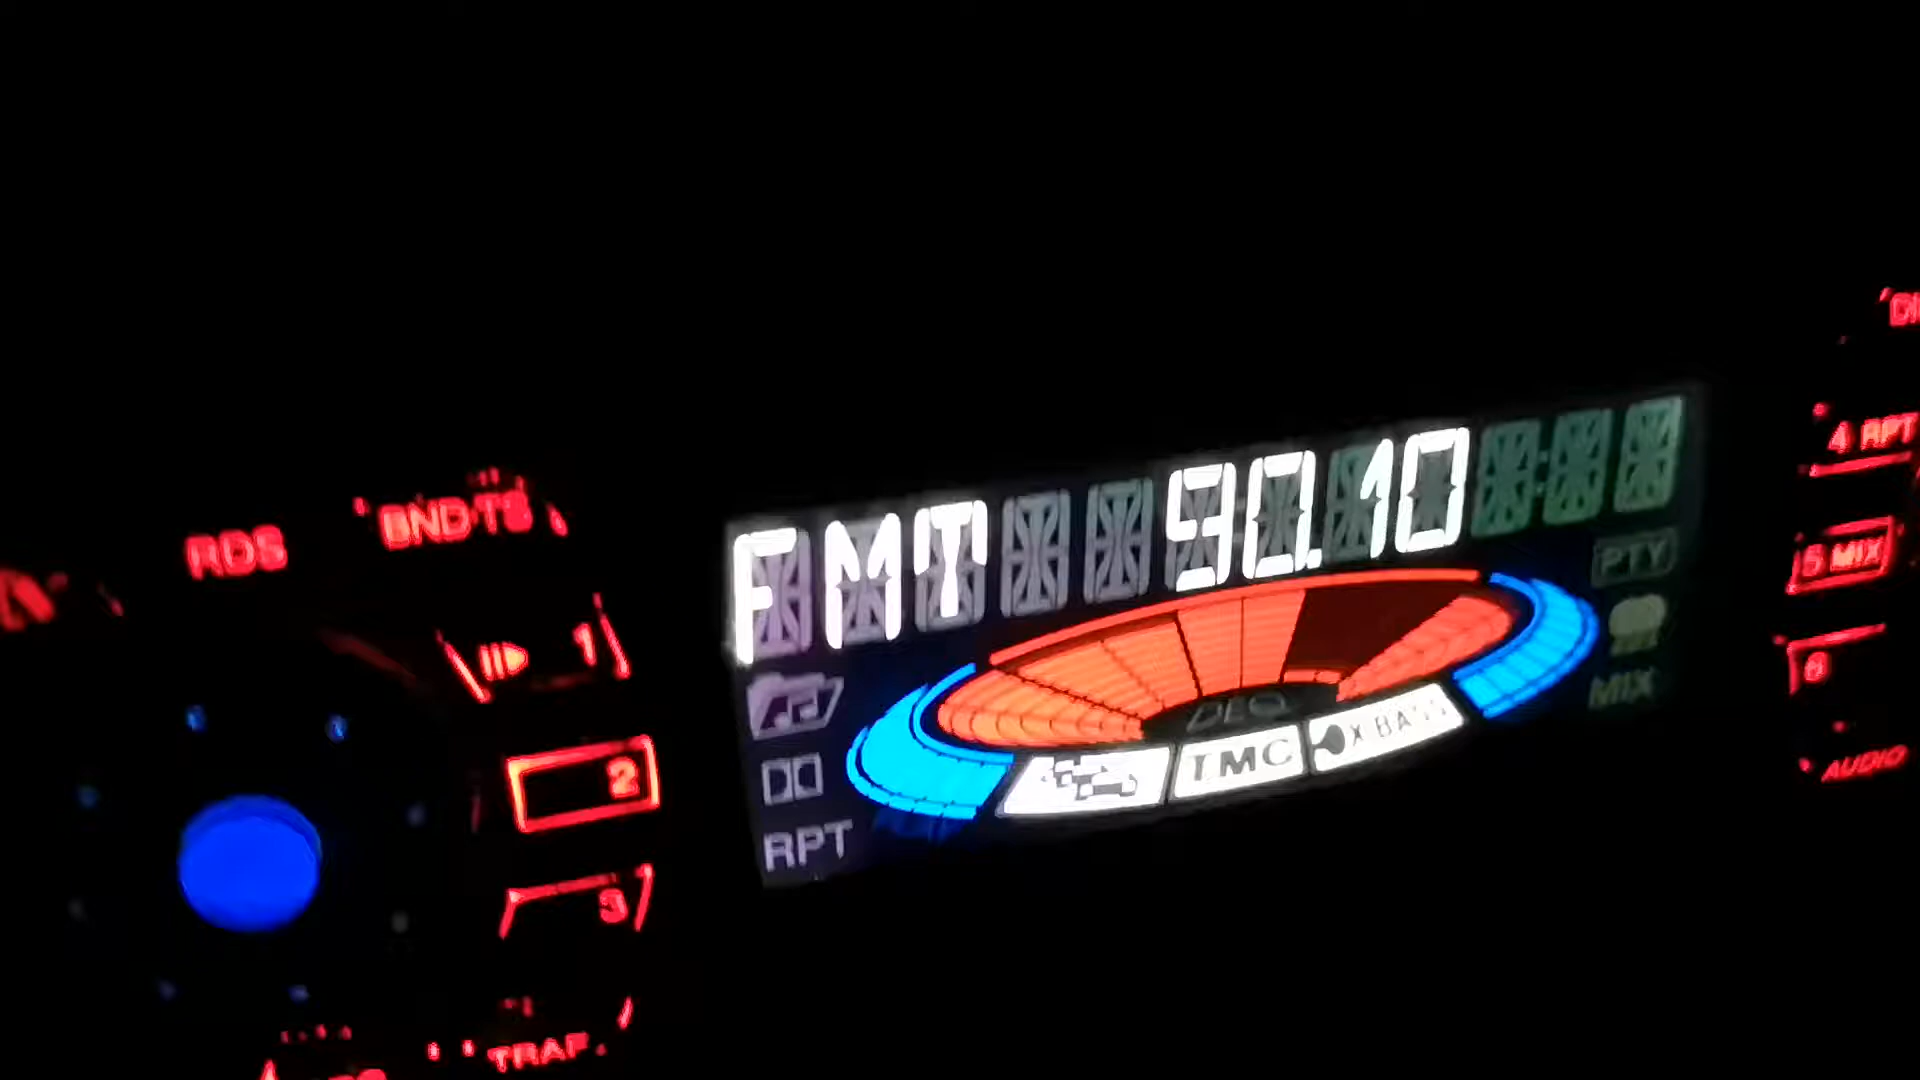 FMT 90.10
RDS
BND·TS
1
2
3
PTY
MIX
DEQ
TMC
X-BASS
RPT
4 RPT
5 MIX
6
AUDIO